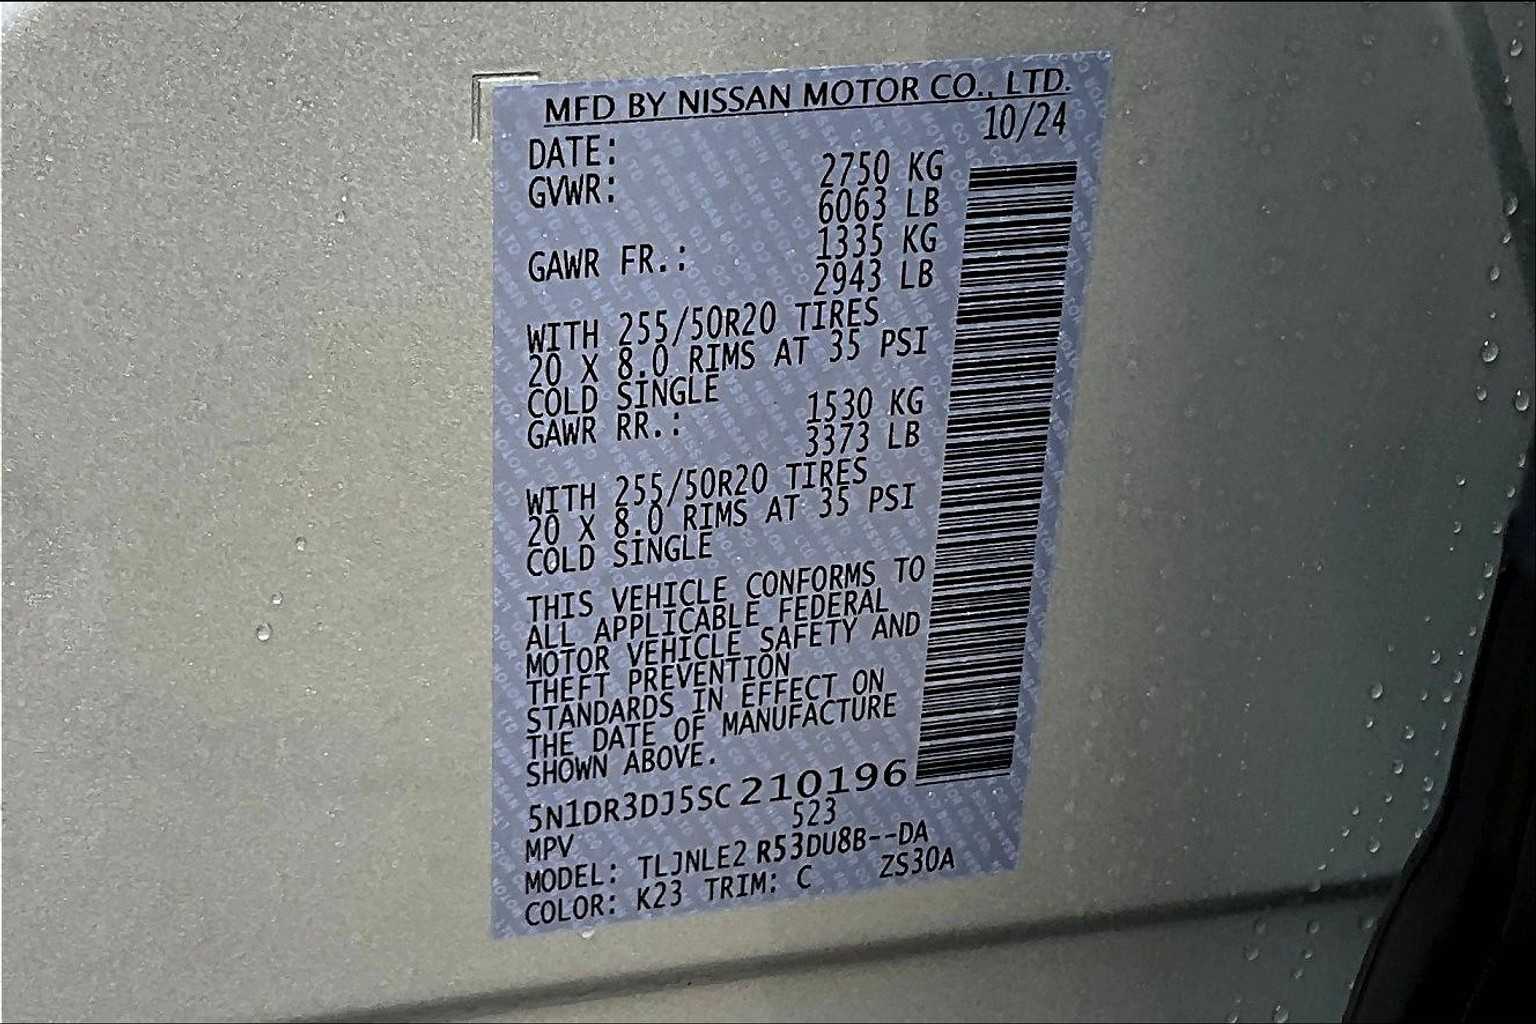 MFD BY NISSAN MOTOR CO., LTD.
DATE: 10/24
GVWR: 2750 KG
6063 LB
GAWR FR.: 1335 KG
2943 LB
WITH 255/50R20 TIRES
20 X 8.0 RIMS AT 35 PSI
COLD SINGLE
GAWR RR.: 1530 KG
3373 LB
WITH 255/50R20 TIRES
20 X 8.0 RIMS AT 35 PSI
COLD SINGLE
THIS VEHICLE CONFORMS TO
ALL APPLICABLE FEDERAL
MOTOR VEHICLE SAFETY AND
THEFT PREVENTION
STANDARDS IN EFFECT ON
THE DATE OF MANUFACTURE
SHOWN ABOVE.
5N1DR3DJ5SC210196
MPV 523
MODEL: TLJNLE2 R53DU8B--DA
COLOR: K23 TRIM: C ZS30A